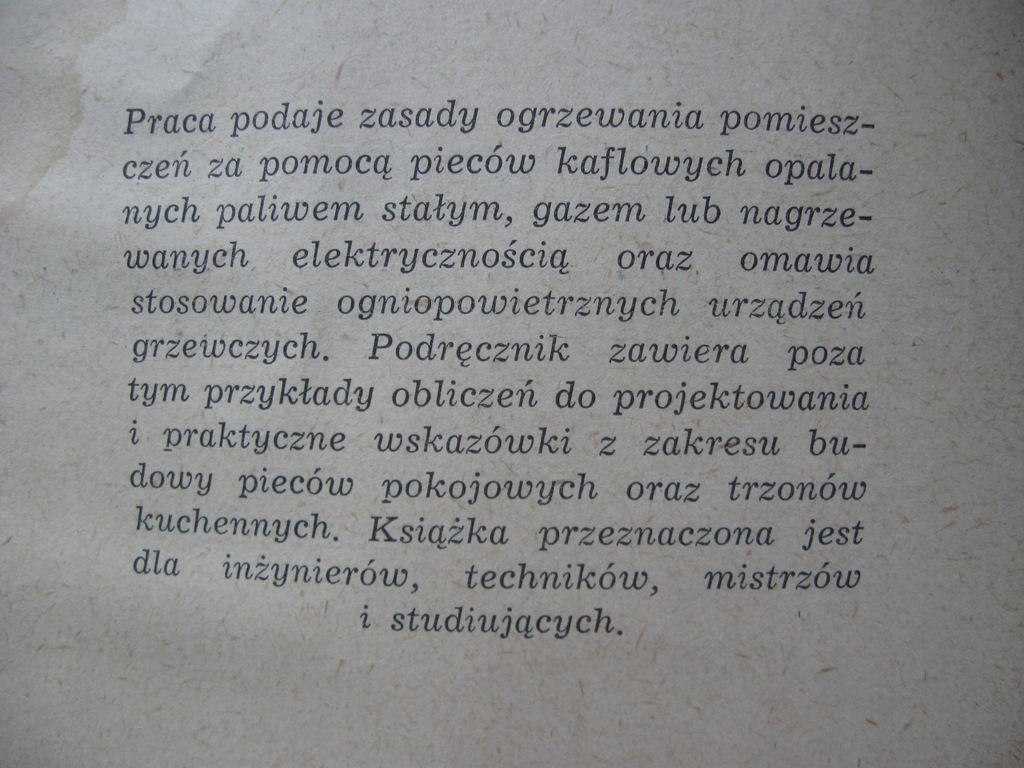 Praca podaje zasady ogrzewania pomiesz-
czeń za pomocą pieców kaflowych opala-
nych paliwem stałym, gazem lub nagrze-
wanych elektrycznością oraz omawia
stosowanie ogniopowietrznych urządzeń
grzewczych. Podręcznik zawiera poza
tym przykłady obliczeń do projektowania
i praktyczne wskazówki z zakresu bu-
dowy pieców pokojowych oraz trzonów
kuchennych. Książka przeznaczona jest
dla inżynierów, techników, mistrzów
i studiujących.